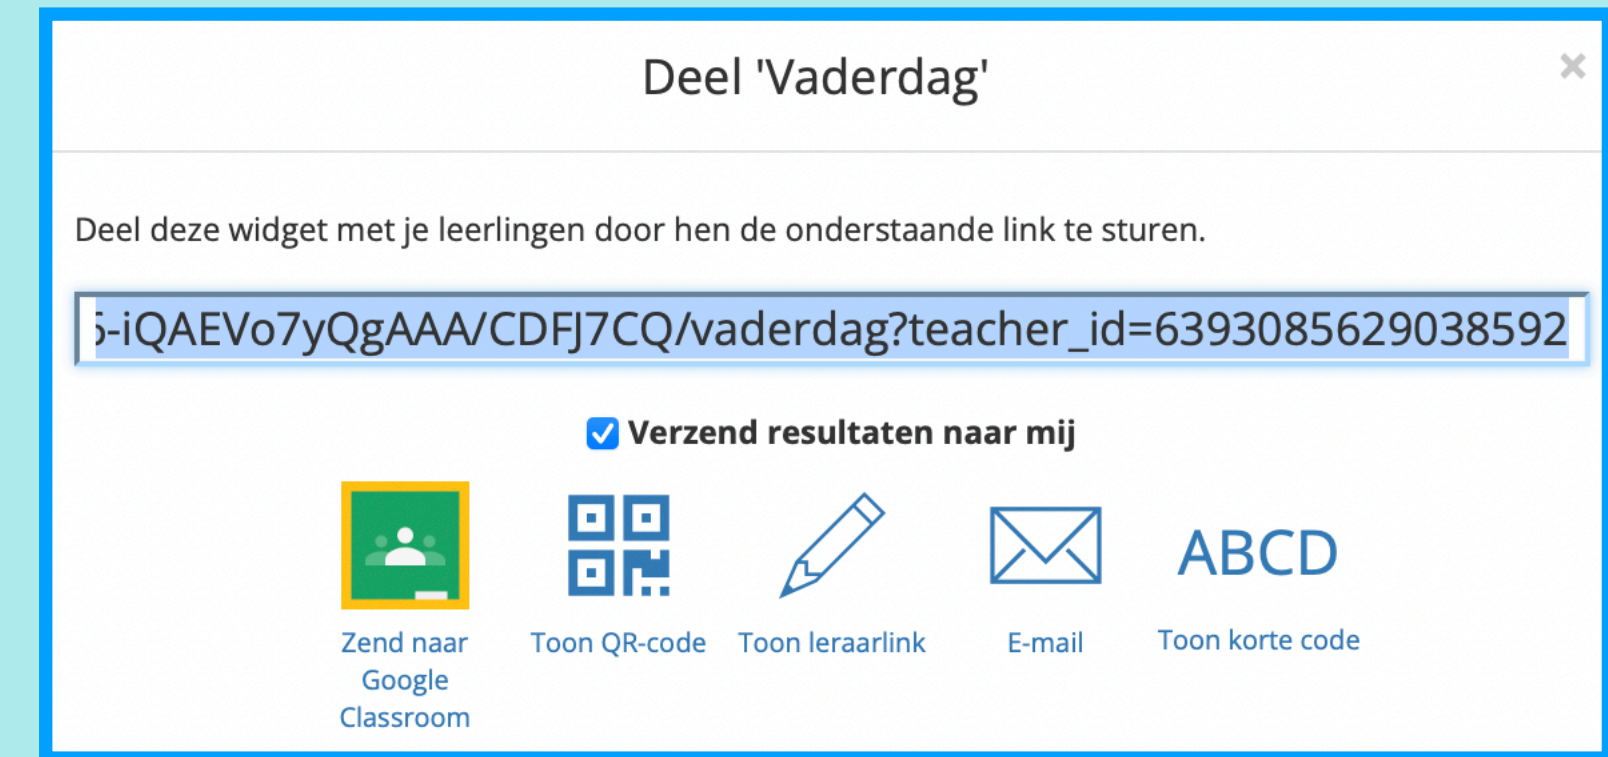 Deel 'Vaderdag'
×
Deel deze widget met je leerlingen door hen de onderstaande link te sturen.
5-iQAEVo7yQgAAA/CDFJ7CQ/vaderdag?teacher_id=6393085629038592
Verzend resultaten naar mij
ABCD
Zend naar Google Classroom
Toon QR-code
Toon leraarlink
E-mail
Toon korte code